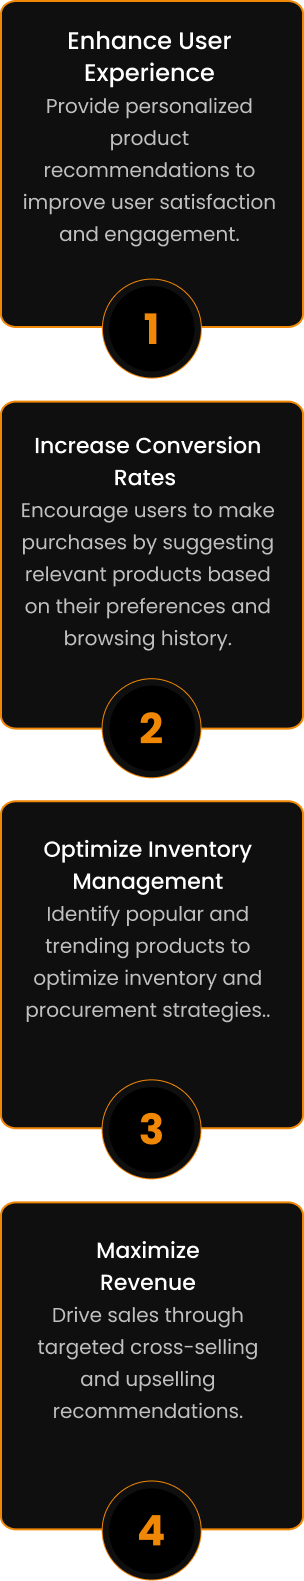 Enhance User
Experience
Provide personalized
product
recommendations to
improve user satisfaction
and engagement.
1
Increase Conversion
Rates
Encourage users to make
purchases by suggesting
relevant products based
on their preferences and
browsing history.
2
Optimize Inventory
Management
Identify popular and
trending products to
optimize inventory and
procurement strategies..
3
Maximize
Revenue
Drive sales through
targeted cross-selling
and upselling
recommendations.
4